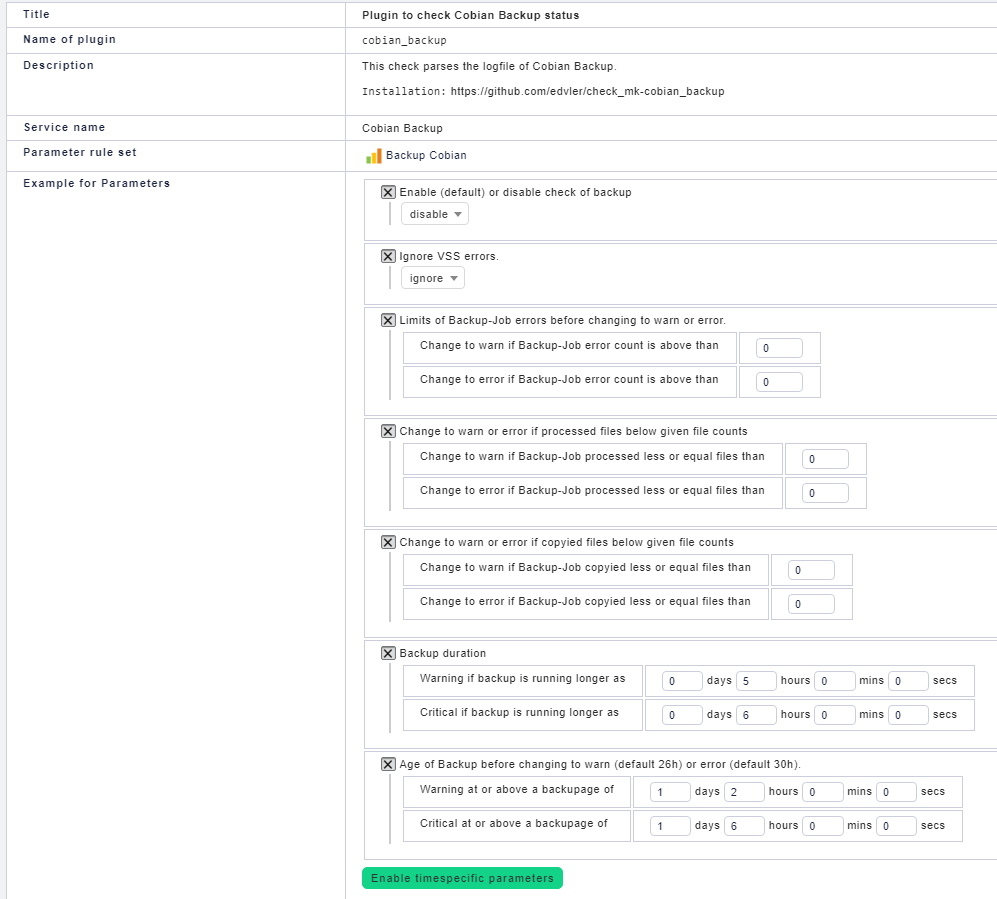 Title
Plugin to check Cobian Backup status
Name of plugin
cobian_backup
Description
This check parses the logfile of Cobian Backup.
Installation: https://github.com/edvler/check_mk-cobian_backup
Service name
Cobian Backup
Parameter rule set
Backup Cobian
Example for Parameters
Enable (default) or disable check of backup
disable
Ignore VSS errors.
ignore
Limits of Backup-Job errors before changing to warn or error.
Change to warn if Backup-Job error count is above than 0
Change to error if Backup-Job error count is above than 0
Change to warn or error if processed files below given file counts
Change to warn if Backup-Job processed less or equal files than 0
Change to error if Backup-Job processed less or equal files than 0
Change to warn or error if copyied files below given file counts
Change to warn if Backup-Job copyied less or equal files than 0
Change to error if Backup-Job copyied less or equal files than 0
Backup duration
Warning if backup is running longer as 0 days 5 hours 0 mins 0 secs
Critical if backup is running longer as 0 days 6 hours 0 mins 0 secs
Age of Backup before changing to warn (default 26h) or error (default 30h).
Warning at or above a backupage of 1 days 2 hours 0 mins 0 secs
Critical at or above a backupage of 1 days 6 hours 0 mins 0 secs
Enable timespecific parameters